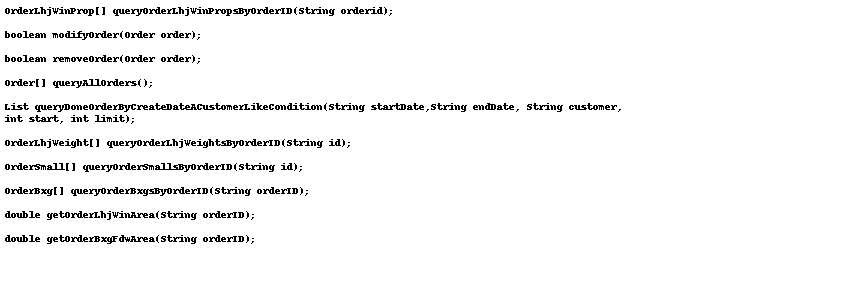 OrderLhjWinProp[] queryOrderLhjWinPropsByOrderID(String orderid);
boolean modifyOrder(Order order);
boolean removeOrder(Order order);
Order[] queryAllOrders();
List queryDoneOrderByCreateDateACustomerLikeCondition(String startDate,String endDate, String customer,
int start, int limit);
OrderLhjWeight[] queryOrderLhjWeightsByOrderID(String id);
OrderSmall[] queryOrderSmallsByOrderID(String id);
OrderBxg[] queryOrderBxgsByOrderID(String orderID);
double getOrderLhjWinArea(String orderID);
double getOrderBxgFdwArea(String orderID);